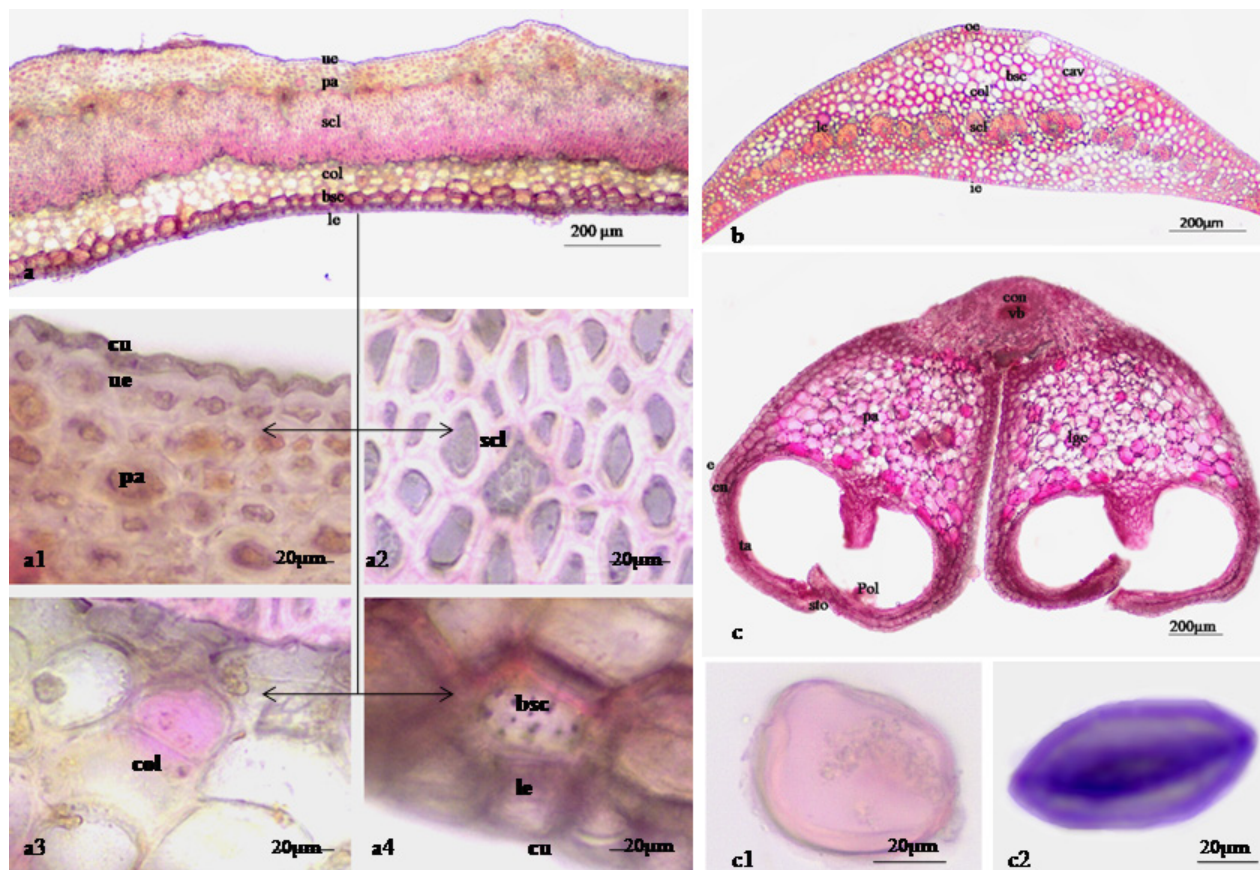 ue
pa
scl
col
bsc
le
200 µm
a
oe
bsc
cav
col
lc
scl
ie
200µm
b
cu
ue
pa
20µm
a1
scl
20µm
a2
con
vb
pa
lgc
e
en
ta
Pol
sto
200µm
c
col
20µm
a3
bsc
le
cu
20µm
a4
20µm
c1
20µm
c2